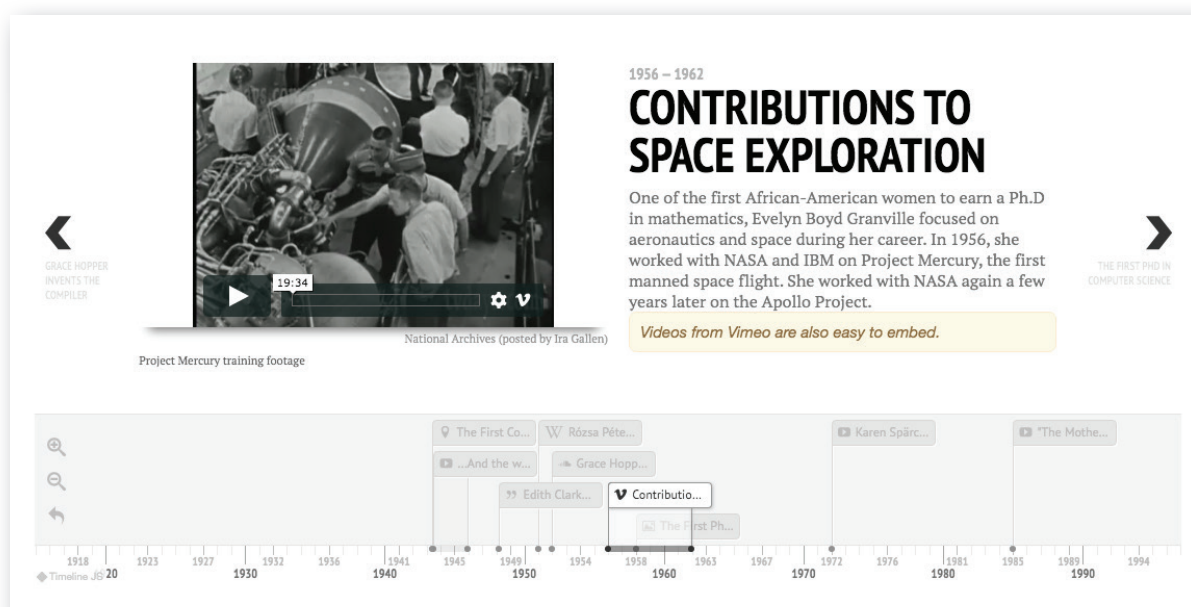 1956 – 1962
CONTRIBUTIONS TO
SPACE EXPLORATION
One of the first African-American women to earn a Ph.D
in mathematics, Evelyn Boyd Granville focused on
aeronautics and space during her career. In 1956, she
worked with NASA and IBM on Project Mercury, the first
manned space flight. She worked with NASA again a few
years later on the Apollo Project.
Videos from Vimeo are also easy to embed.
19:34
National Archives (posted by Ira Gallen)
Project Mercury training footage
GRACE HOPPER
INVENTS THE
COMPILER
THE FIRST PHD IN
COMPUTER SCIENCE
The First Co...
W Rózsa Péte...
Karen Spärc...
"The Mothe...
...And the w...
Grace Hopp...
Edith Clark...
Contributio...
The First Ph...
1918 1923 1927 1932 1936 1941 1945 1949 1954 1958 1963 1967 1972 1976 1981 1985 1989 1994
Timeline JS 20 1930 1940 1950 1960 1970 1980 1990